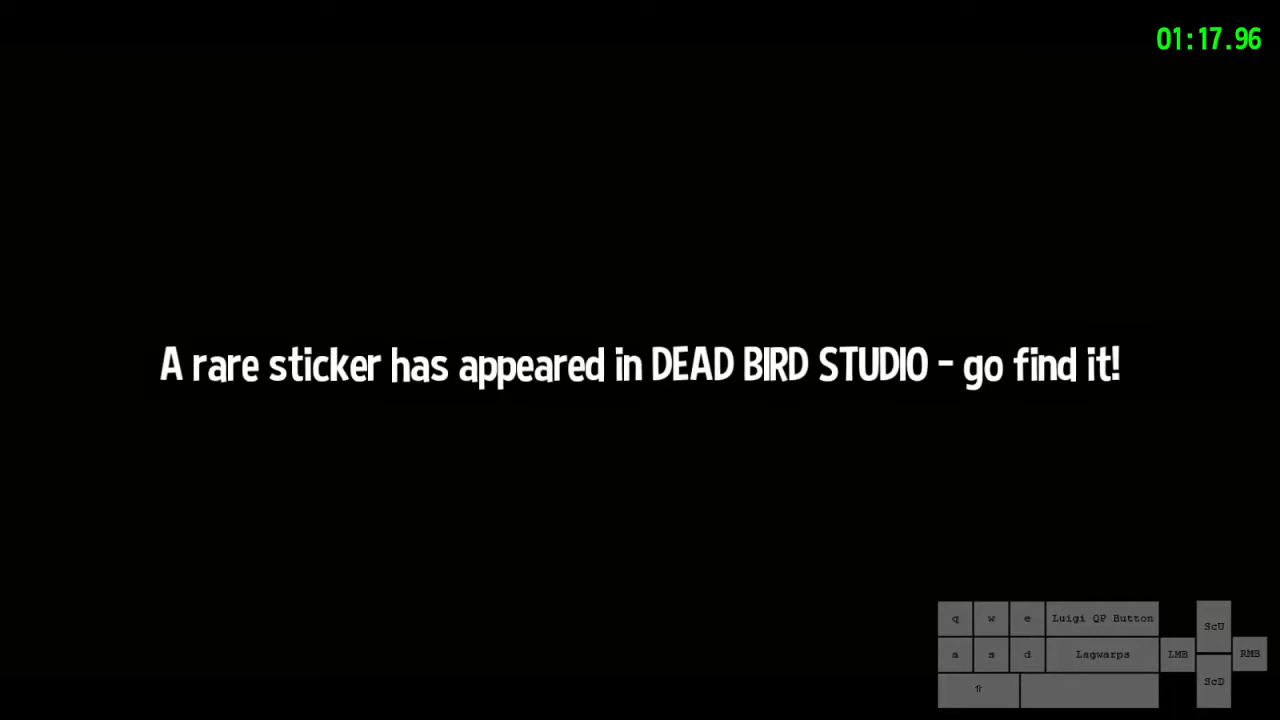 01:17.96
A rare sticker has appeared in DEAD BIRD STUDIO - go find it!
q w e Luigi QP Button ScU
a s d Lagwarps LMB RMB
⇧ ScD